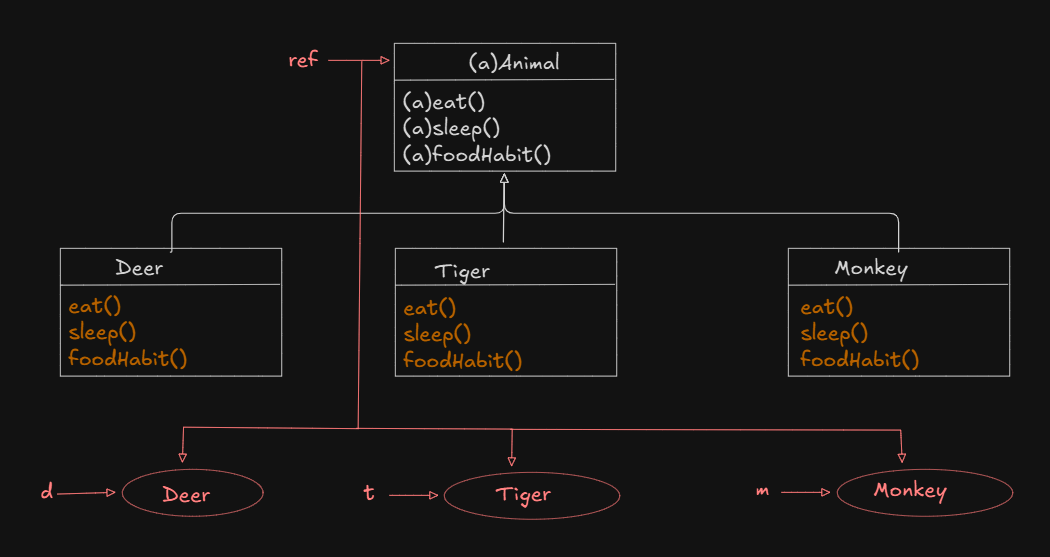 ref
(a)Animal
(a)eat()
(a)sleep()
(a)foodHabit()
Deer
eat()
sleep()
foodHabit()
Tiger
eat()
sleep()
foodHabit()
Monkey
eat()
sleep()
foodHabit()
d
Deer
t
Tiger
m
Monkey